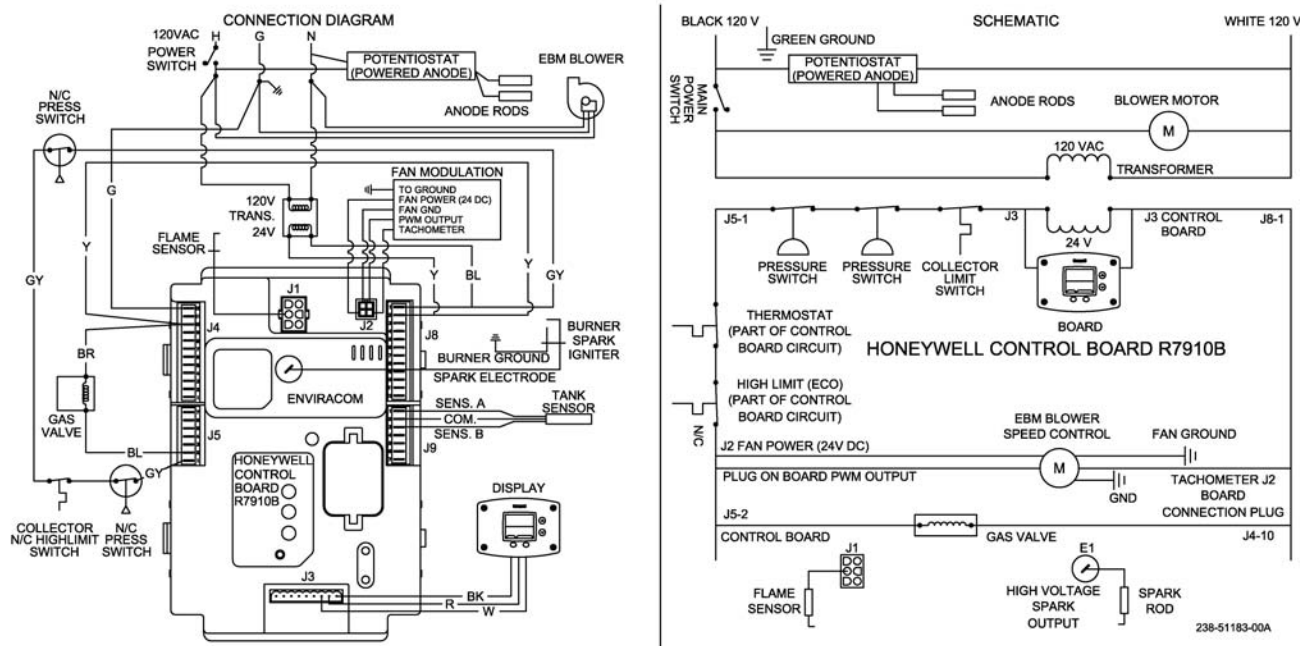 CONNECTION DIAGRAM
120VAC H G N
POWER
SWITCH
POTENTIOSTAT
(POWERED ANODE)
EBM BLOWER
ANODE RODS
N/C
PRESS
SWITCH
G
FAN MODULATION
TO GROUND
FAN POWER (24 DC)
FAN GND
PWM OUTPUT
TACHOMETER
120V
TRANS.
24V
FLAME
SENSOR
Y
GY
Y
BL
Y
GY
J1
J2
J4
J8
BURNER
SPARK
IGNITER
BURNER GROUND
SPARK ELECTRODE
BR
GAS
VALVE
ENVIRACOM
SENS. A
COM.
SENS. B
TANK
SENSOR
J5
J9
BL
GY
HONEYWELL
CONTROL
BOARD
R7910B
DISPLAY
COLLECTOR
N/C HIGHLIMIT
SWITCH
N/C
PRESS
SWITCH
J3
BK
R
W
BLACK 120 V
SCHEMATIC
WHITE 120 V
GREEN GROUND
POTENTIOSTAT
(POWERED ANODE)
MAIN
POWER
SWITCH
ANODE RODS
BLOWER MOTOR
M
120 VAC
TRANSFORMER
J5-1
J3
J3 CONTROL
BOARD
J8-1
24 V
PRESSURE
SWITCH
PRESSURE
SWITCH
COLLECTOR
LIMIT
SWITCH
BOARD
THERMOSTAT
(PART OF CONTROL
BOARD CIRCUIT)
HONEYWELL CONTROL BOARD R7910B
HIGH LIMIT (ECO)
(PART OF CONTROL
BOARD CIRCUIT)
N/C
EBM BLOWER
SPEED CONTROL
J2 FAN POWER (24V DC)
FAN GROUND
M
PLUG ON BOARD PWM OUTPUT
GND
TACHOMETER J2
BOARD
CONNECTION PLUG
J5-2
CONTROL BOARD
GAS VALVE
J4-10
J1
FLAME
SENSOR
E1
HIGH VOLTAGE
SPARK
OUTPUT
SPARK
ROD
238-51183-00A